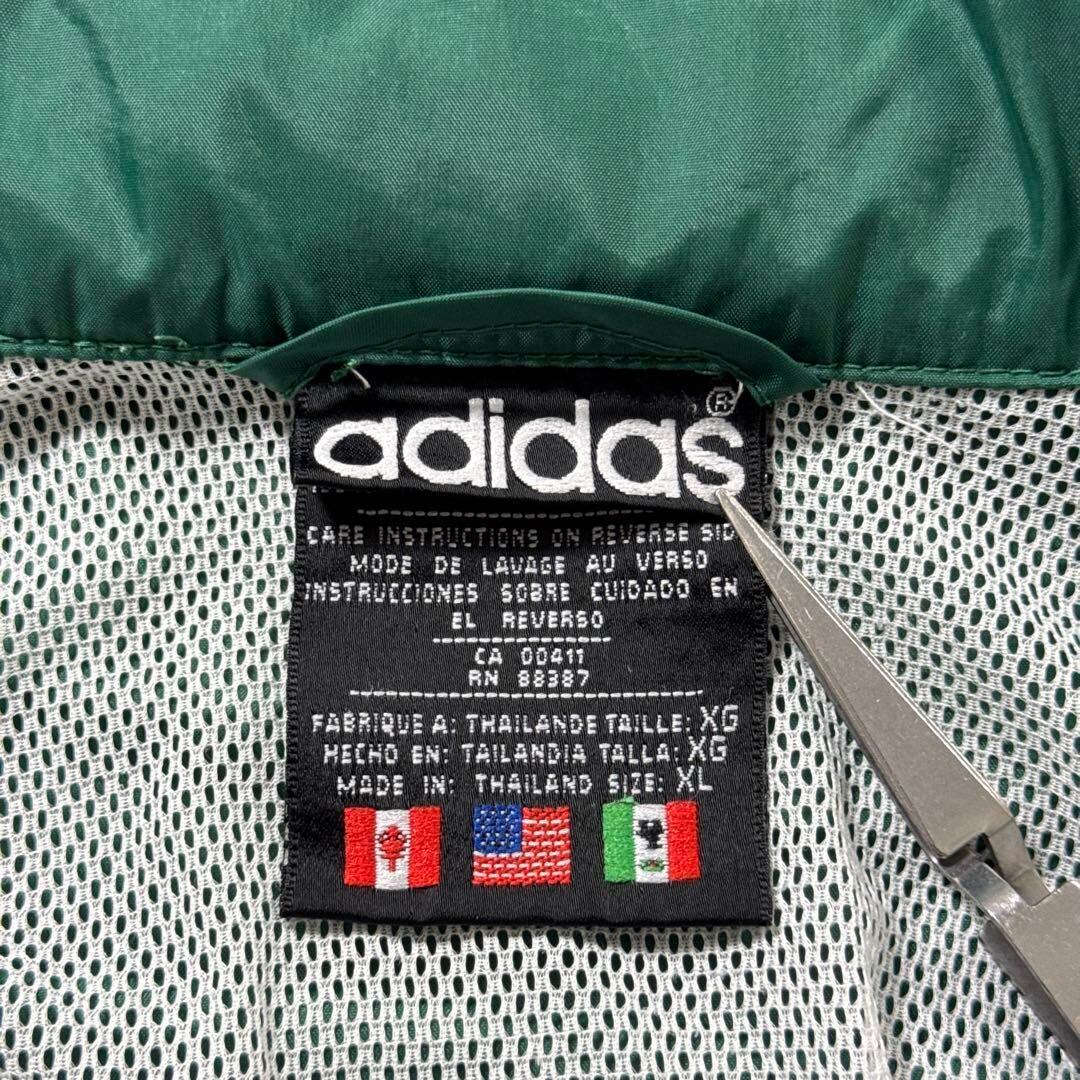 adidas®
CARE INSTRUCTIONS ON REVERSE SID
MODE DE LAVAGE AU VERSO
INSTRUCCIONES SOBRE CUIDADO EN
EL REVERSO
CA 00411
RN 88387
FABRIQUE A: THAILANDE TAILLE: XG
HECHO EN: TAILANDIA TALLA: XG
MADE IN: THAILAND SIZE: XL